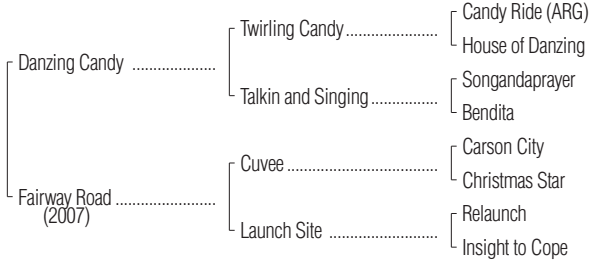 Candy Ride (ARG)
Twirling Candy.......................
House of Danzing
Danzing Candy .....................
Songandaprayer
Talkin and Singing.................
Bendita
Carson City
Cuvee.......................................
Christmas Star
Fairway Road .........................
(2007)
Relaunch
Launch Site ............................
Insight to Cope